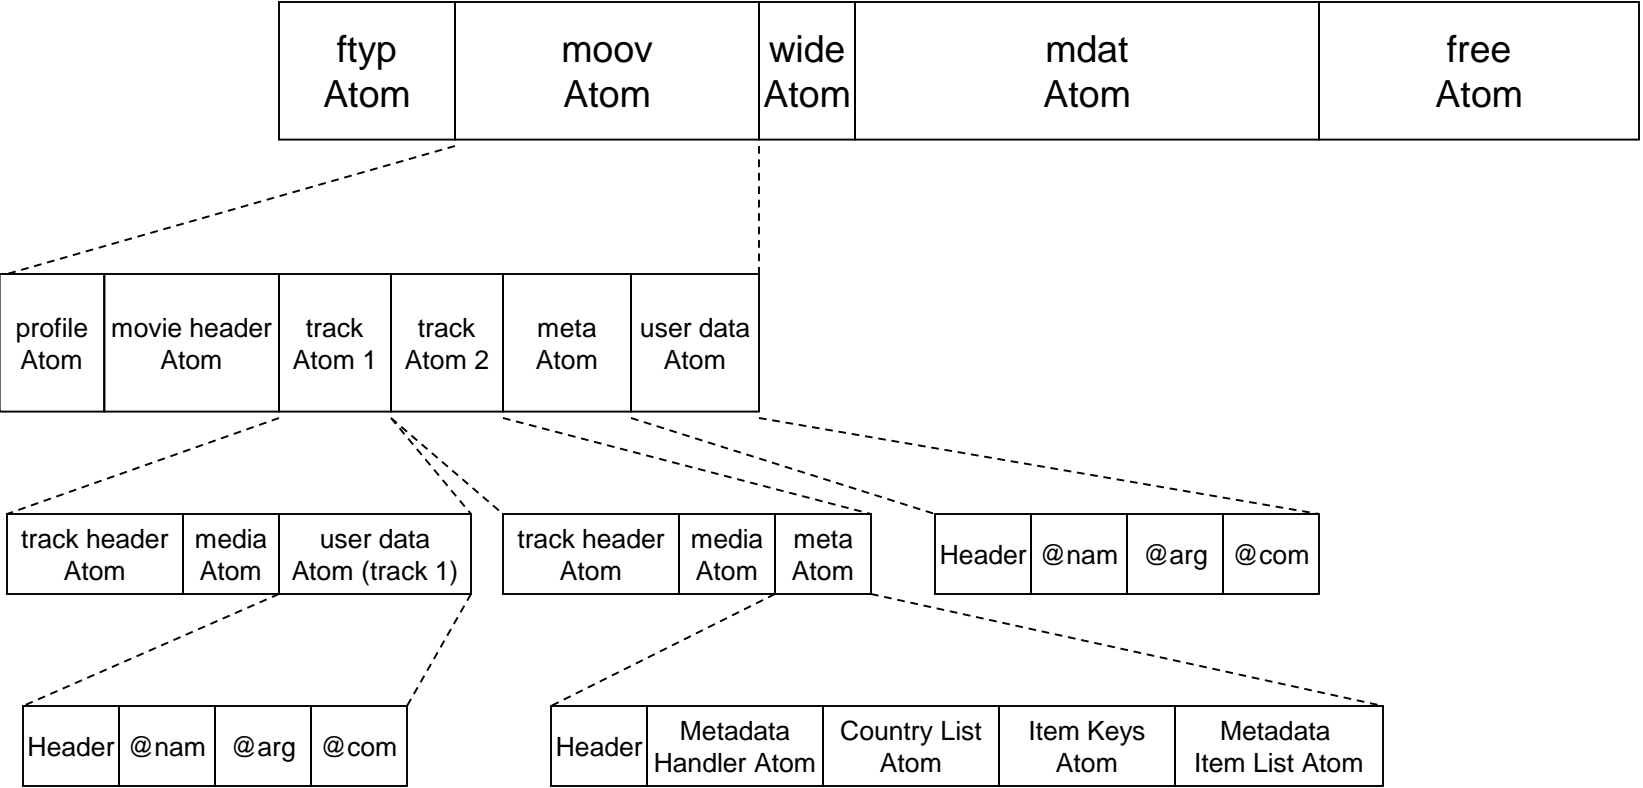 ftyp
Atom
moov
Atom
wide
Atom
mdat
Atom
free
Atom
profile
Atom
movie header
Atom
track
Atom 1
track
Atom 2
meta
Atom
user data
Atom
track header
Atom
media
Atom
user data
Atom (track 1)
track header
Atom
media
Atom
meta
Atom
Header
@nam
@arg
@com
Header
@nam
@arg
@com
Header
Metadata
Handler Atom
Country List
Atom
Item Keys
Atom
Metadata
Item List Atom